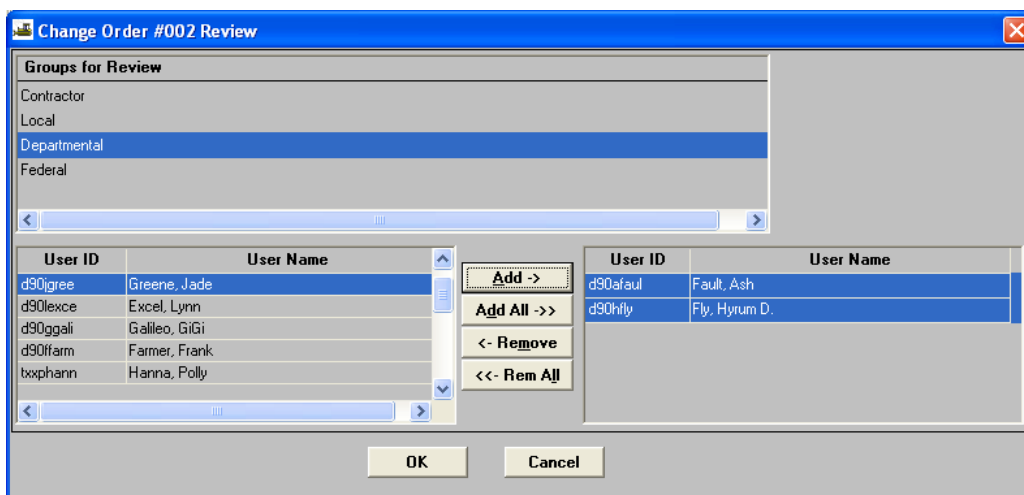 Change Order #002 Review
Groups for Review
Contractor
Local
Departmental
Federal
User ID User Name
d90jgree Greene, Jade
d90lexce Excel, Lynn
d90ggali Galileo, GiGi
d90ffarm Farmer, Frank
txxphann Hanna, Polly
Add ->
Add All ->>
<- Remove
<<- Rem All
User ID User Name
d90afaul Fault, Ash
d90hfly Fly, Hyrum D.
OK Cancel